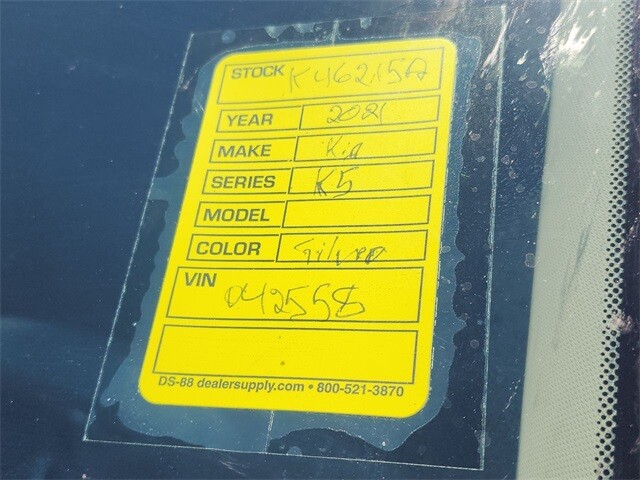 STOCK K46215A
YEAR 2021
MAKE Kia
SERIES K5
MODEL
COLOR Silver
VIN
042558
DS-88 dealersupply.com • 800-521-3870